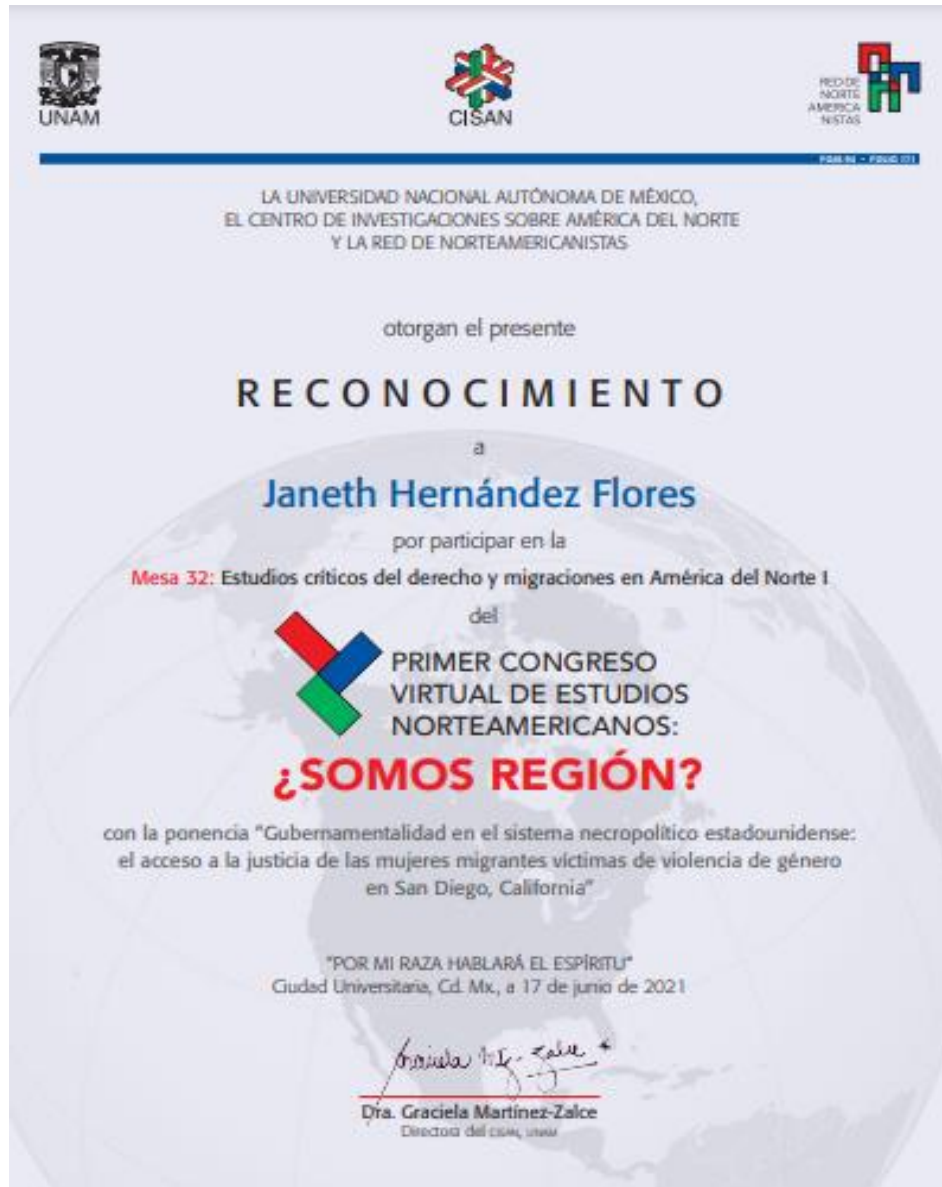 UNAM
CISAN
RED DE
NORTE
AMERICA
NISTAS
LA UNIVERSIDAD NACIONAL AUTÓNOMA DE MÉXICO,
EL CENTRO DE INVESTIGACIONES SOBRE AMÉRICA DEL NORTE
Y LA RED DE NORTEAMERICANISTAS
otorgan el presente
RECONOCIMIENTO
a
Janeth Hernández Flores
por participar en la
Mesa 32: Estudios críticos del derecho y migraciones en América del Norte I
del
PRIMER CONGRESO
VIRTUAL DE ESTUDIOS
NORTEAMERICANOS:
¿SOMOS REGIÓN?
con la ponencia "Gubernamentalidad en el sistema necropolítico estadounidense:
el acceso a la justicia de las mujeres migrantes víctimas de violencia de género
en San Diego, California"
"POR MI RAZA HABLARÁ EL ESPÍRITU"
Ciudad Universitaria, Cd. Mx., a 17 de junio de 2021
Dra. Graciela Martínez-Zalce
Directora del CISAN, UNAM